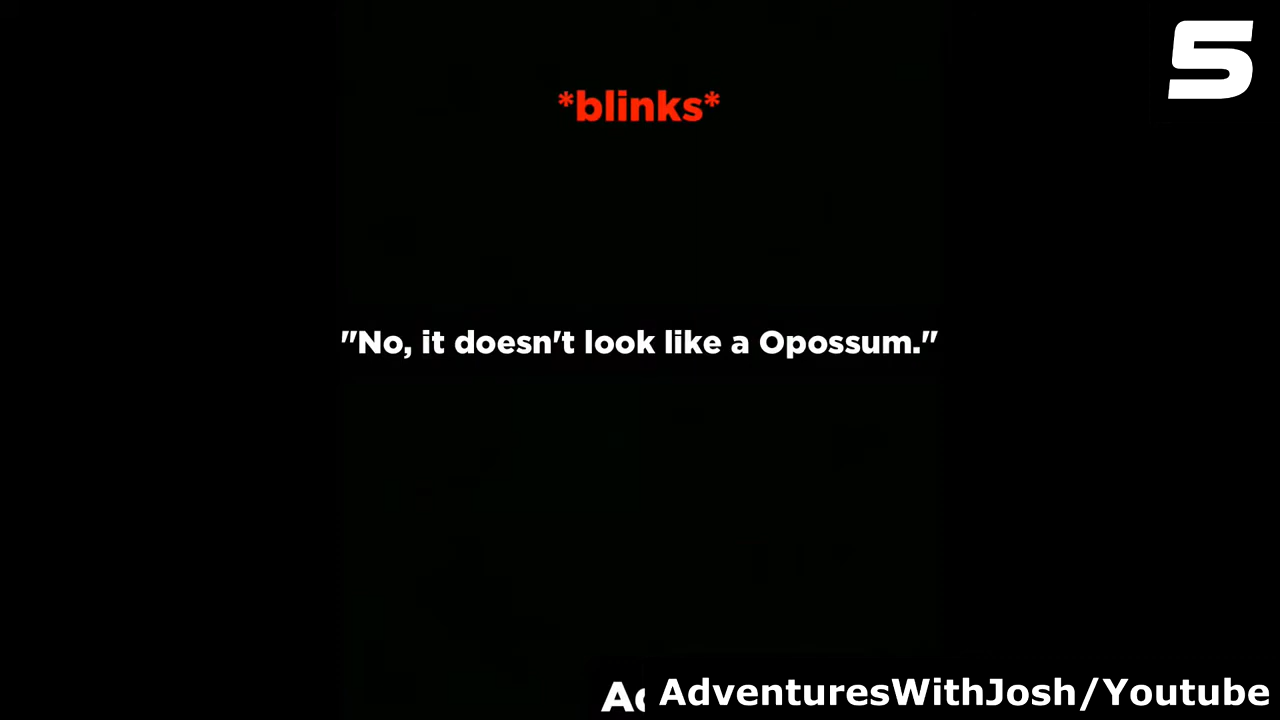 5
*blinks*
"No, it doesn't look like a Opossum."
AdventuresWithJosh/Youtube